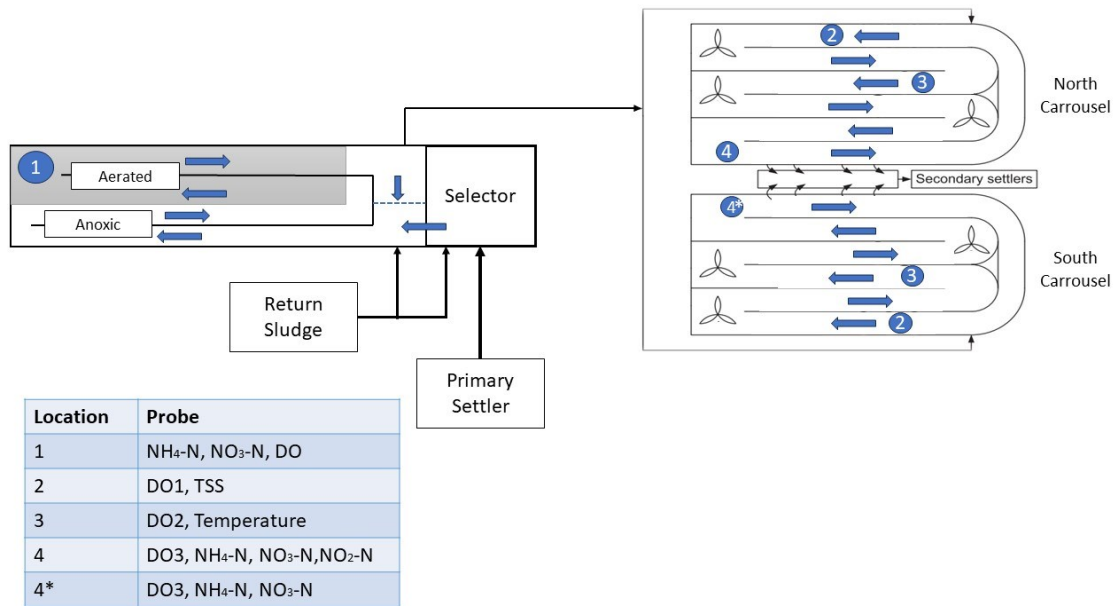 2
3
North
Carrousel
4
Secondary settlers
4*
3
South
Carrousel
2
1
Aerated
Anoxic
Selector
Return
Sludge
Primary
Settler
Location Probe
1 NH₄-N, NO₃-N, DO
2 DO1, TSS
3 DO2, Temperature
4 DO3, NH₄-N, NO₃-N,NO₂-N
4* DO3, NH₄-N, NO₃-N